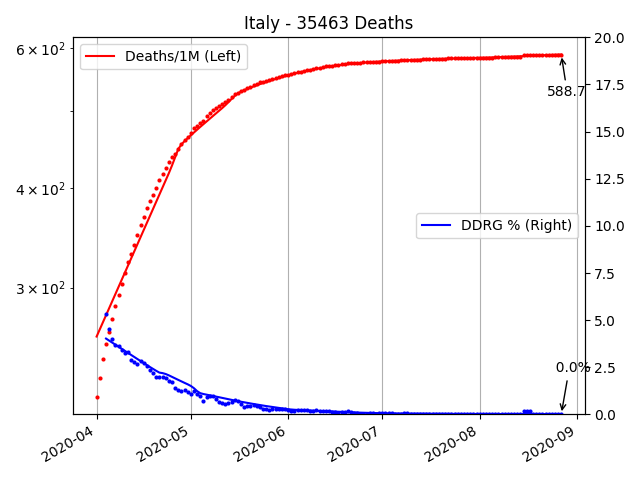 Italy - 35463 Deaths
6 × 10²
4 × 10²
3 × 10²
Deaths/1M (Left)
DDRG % (Right)
588.7
0.0%
20.0
17.5
15.0
12.5
10.0
7.5
5.0
2.5
0.0
2020-04
2020-05
2020-06
2020-07
2020-08
2020-09